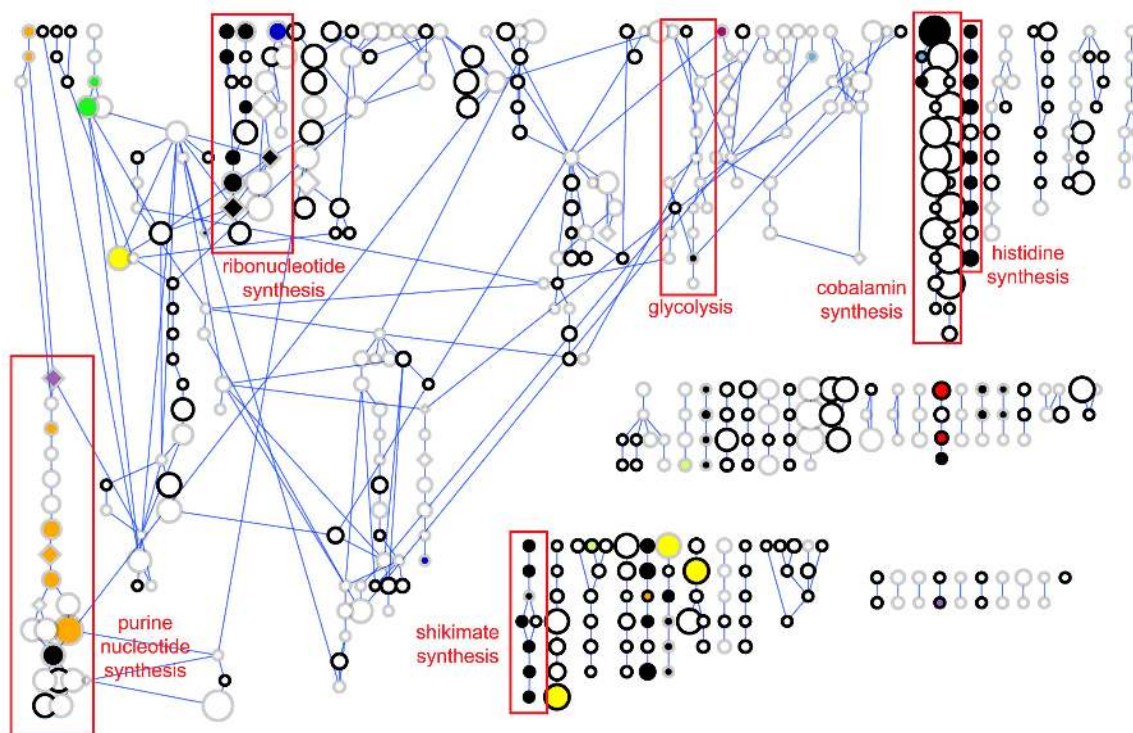 ribonucleotide
synthesis
glycolysis
cobalamin
synthesis
histidine
synthesis
purine
nucleotide
synthesis
shikimate
synthesis